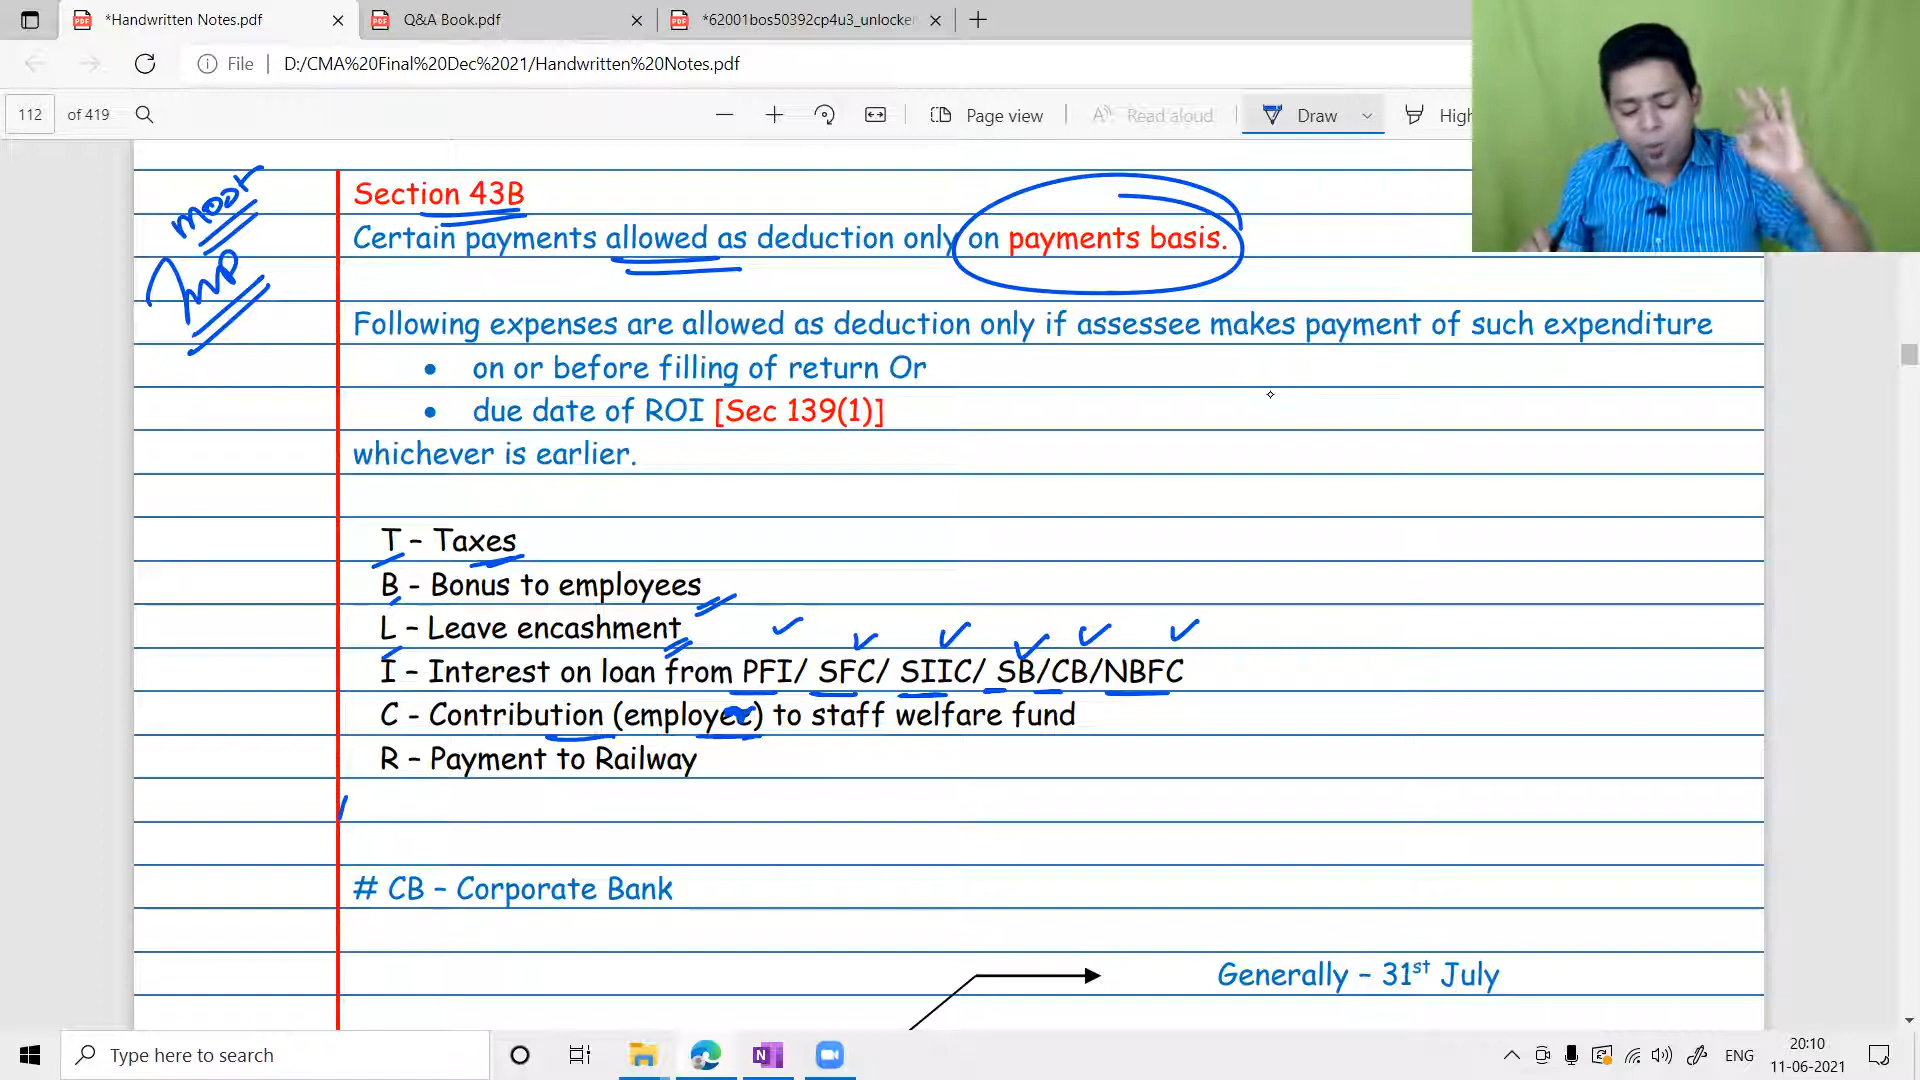 *Handwritten Notes.pdf
Q&A Book.pdf
*62001bos50392cp4u3_unlocke
File D:/CMA%20Final%20Dec%2021/Handwritten%20Notes.pdf
112 of 419
Page view
Read aloud
Draw
High
most
Imp
Section 43B
Certain payments allowed as deduction only on payments basis.
Following expenses are allowed as deduction only if assessee makes payment of such expenditure
• on or before filling of return Or
• due date of ROI [Sec 139(1)]
whichever is earlier.
T – Taxes
B - Bonus to employees
L – Leave encashment
I – Interest on loan from PFI/ SFC/ SIIC/ SB/CB/NBFC
C - Contribution (employer) to staff welfare fund
R – Payment to Railway
# CB – Corporate Bank
Generally – 31st July
Type here to search
ENG
20:10
11-06-2021